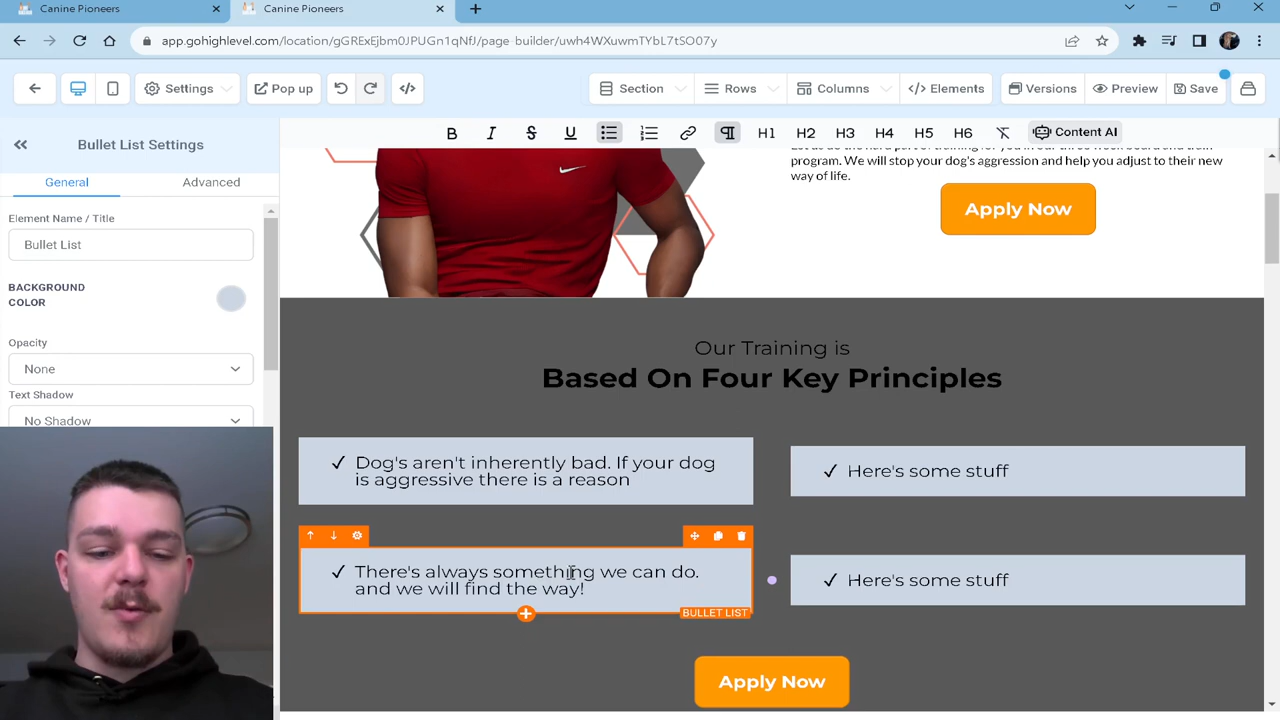 Canine Pioneers
Canine Pioneers
app.gohighlevel.com/location/gGRExEjbm0JPUGn1qNfJ/page-builder/uwh4WXuwmTYbL7tSO07y
Settings
Pop up
Section
Rows
Columns
Elements
Versions
Preview
Save
Bullet List Settings
B I S U H1 H2 H3 H4 H5 H6 Content AI
General
Advanced
Element Name / Title
Bullet List
BACKGROUND
COLOR
Opacity
None
Text Shadow
No Shadow
program. We will stop your dog's aggression and help you adjust to their new
way of life.
Apply Now
Our Training is
Based On Four Key Principles
Dog's aren't inherently bad. If your dog
is aggressive there is a reason
Here's some stuff
There's always something we can do.
and we will find the way!
BULLET LIST
Here's some stuff
Apply Now